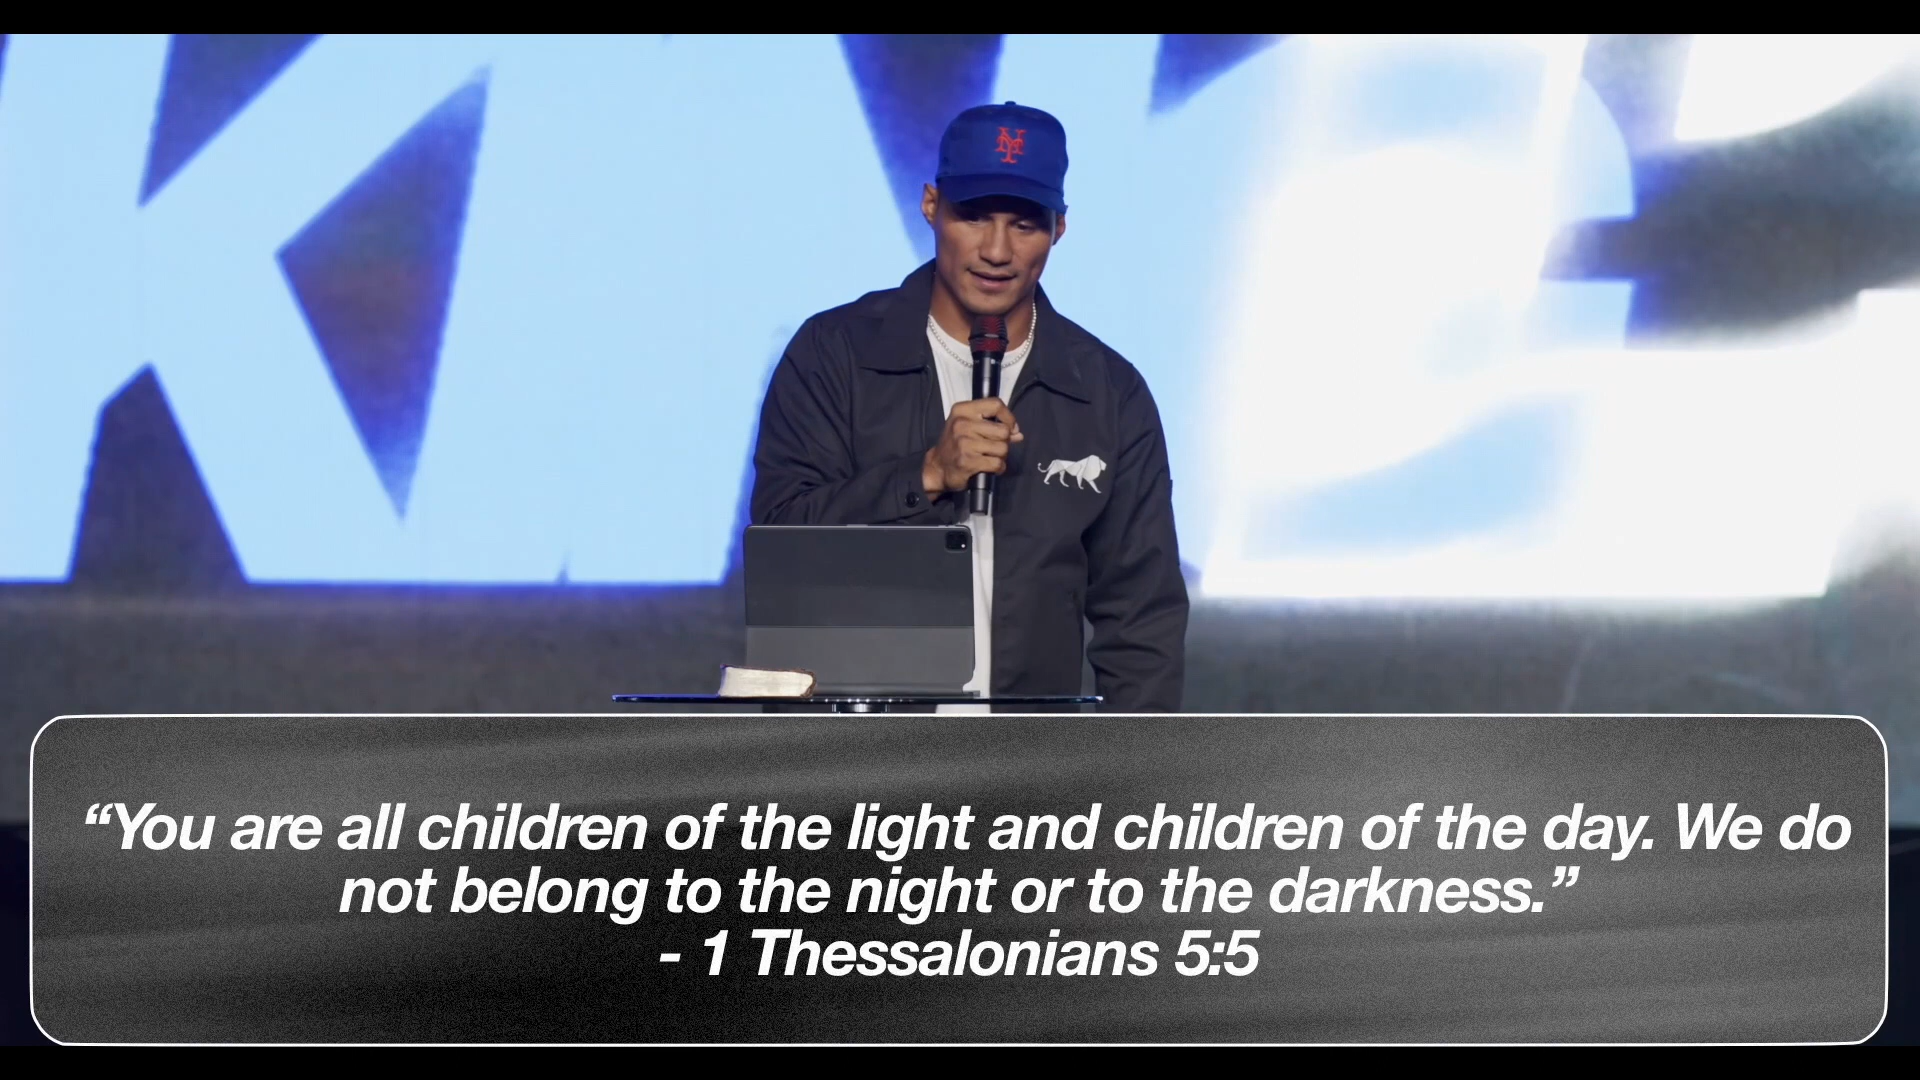 NY
“You are all children of the light and children of the day. We do
not belong to the night or to the darkness.”
- 1 Thessalonians 5:5